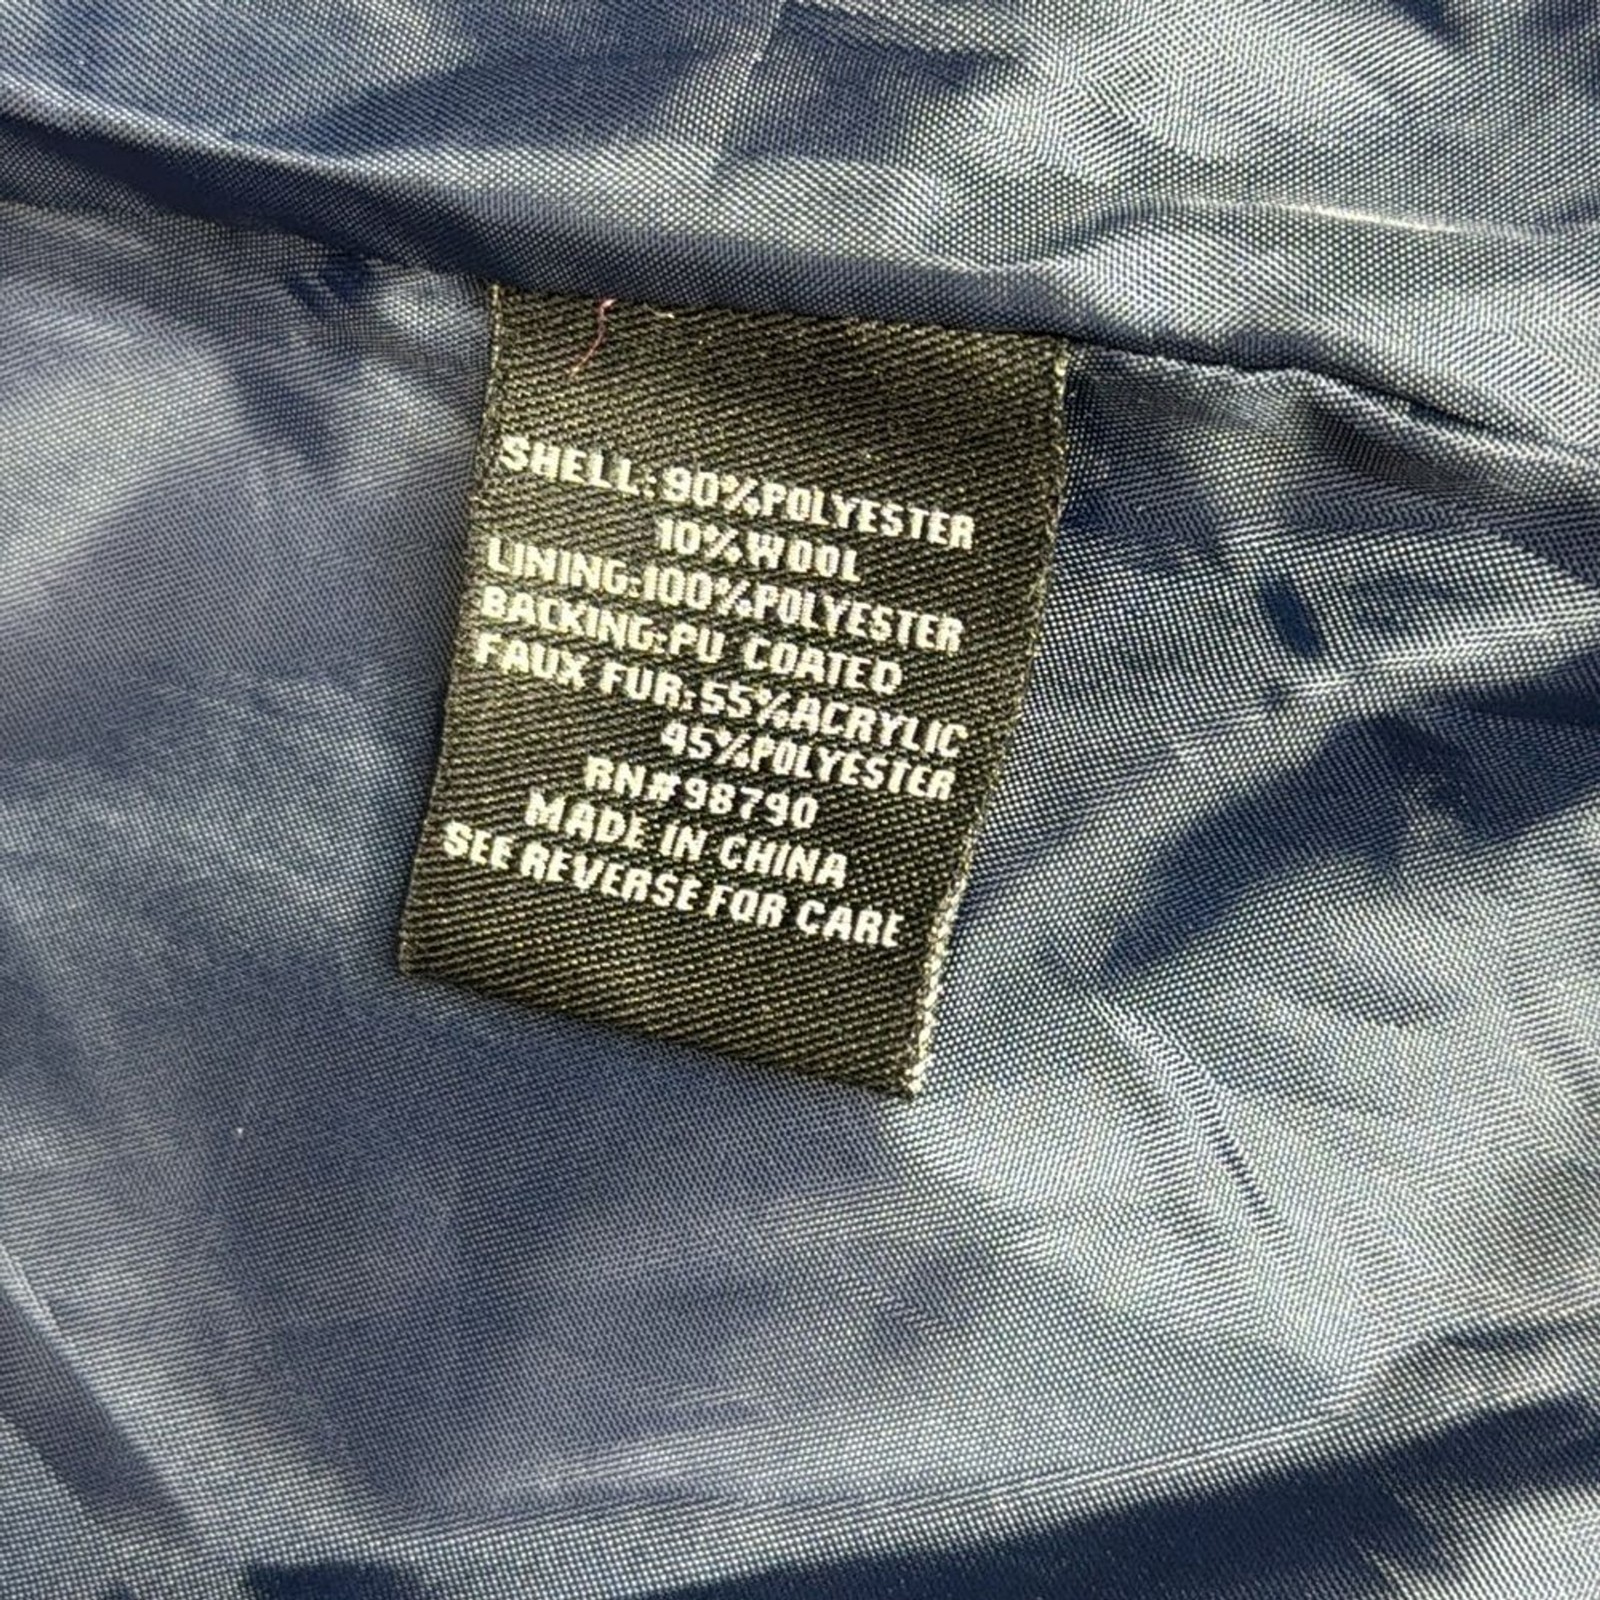 SHELL:90%POLYESTER
10%WOOL
LINING:100%POLYESTER
BACKING:PU COATED
FAUX FUR:55%ACRYLIC
45%POLYESTER
RN#98790
MADE IN CHINA
SEE REVERSE FOR CARE